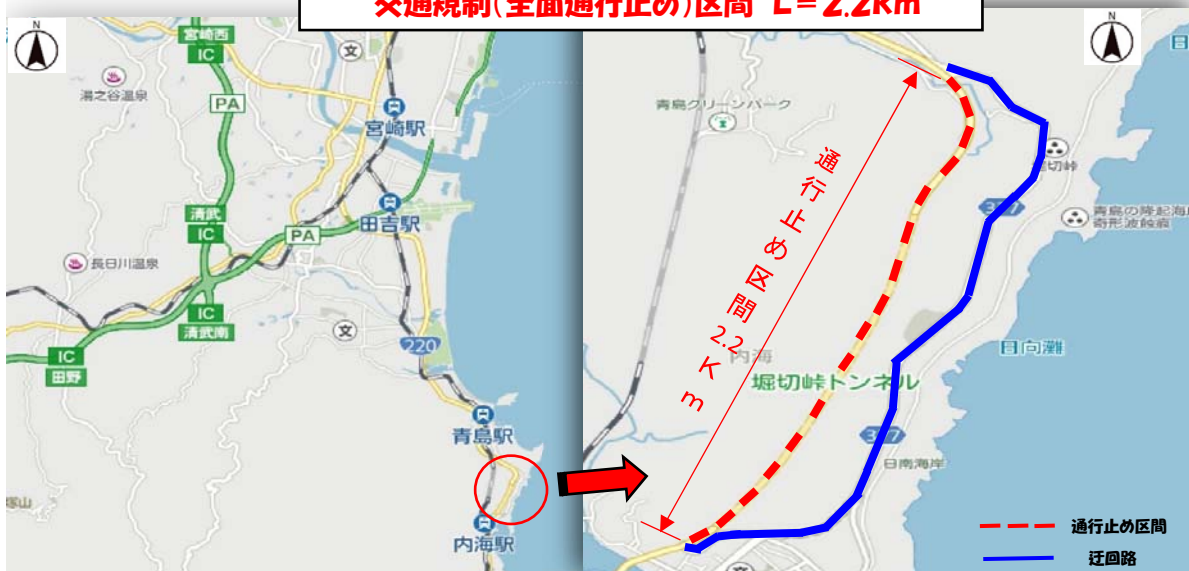 交通規制(全面通行止め)区間 L=2.2Km
N
宮崎西
IC
文
湯之谷温泉
PA
宮崎駅
田吉駅
清武
IC
PA
長日川温泉
IC
清武南
文
IC
田野
220
青島駅
内海駅
N
青島グリーンパーク
通行止め区間 2.2Km
堀切峠
377
青島の隆起海
奇形波蝕痕
日向灘
内海
堀切峠トンネル
377
日南海岸
通行止め区間
迂回路